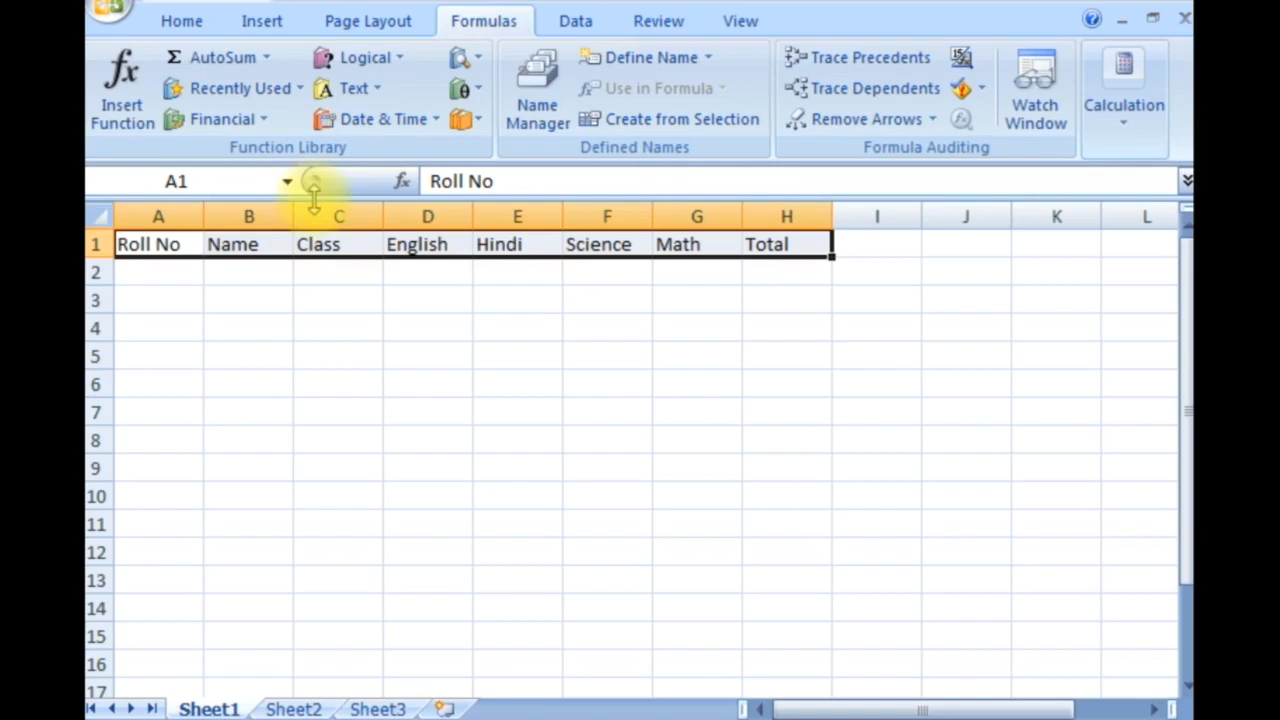 Home Insert Page Layout Formulas Data Review View
fx Σ AutoSum Logical Define Name Trace Precedents
Insert Function Recently Used A Text θ Name Manager Use in Formula Trace Dependents Watch Window Calculation
Financial Date & Time Create from Selection Remove Arrows
Function Library Defined Names Formula Auditing
A1 fx Roll No
A B C D E F G H I J K L
1 Roll No Name Class English Hindi Science Math Total
2
3
4
5
6
7
8
9
10
11
12
13
14
15
16
17
Sheet1 Sheet2 Sheet3